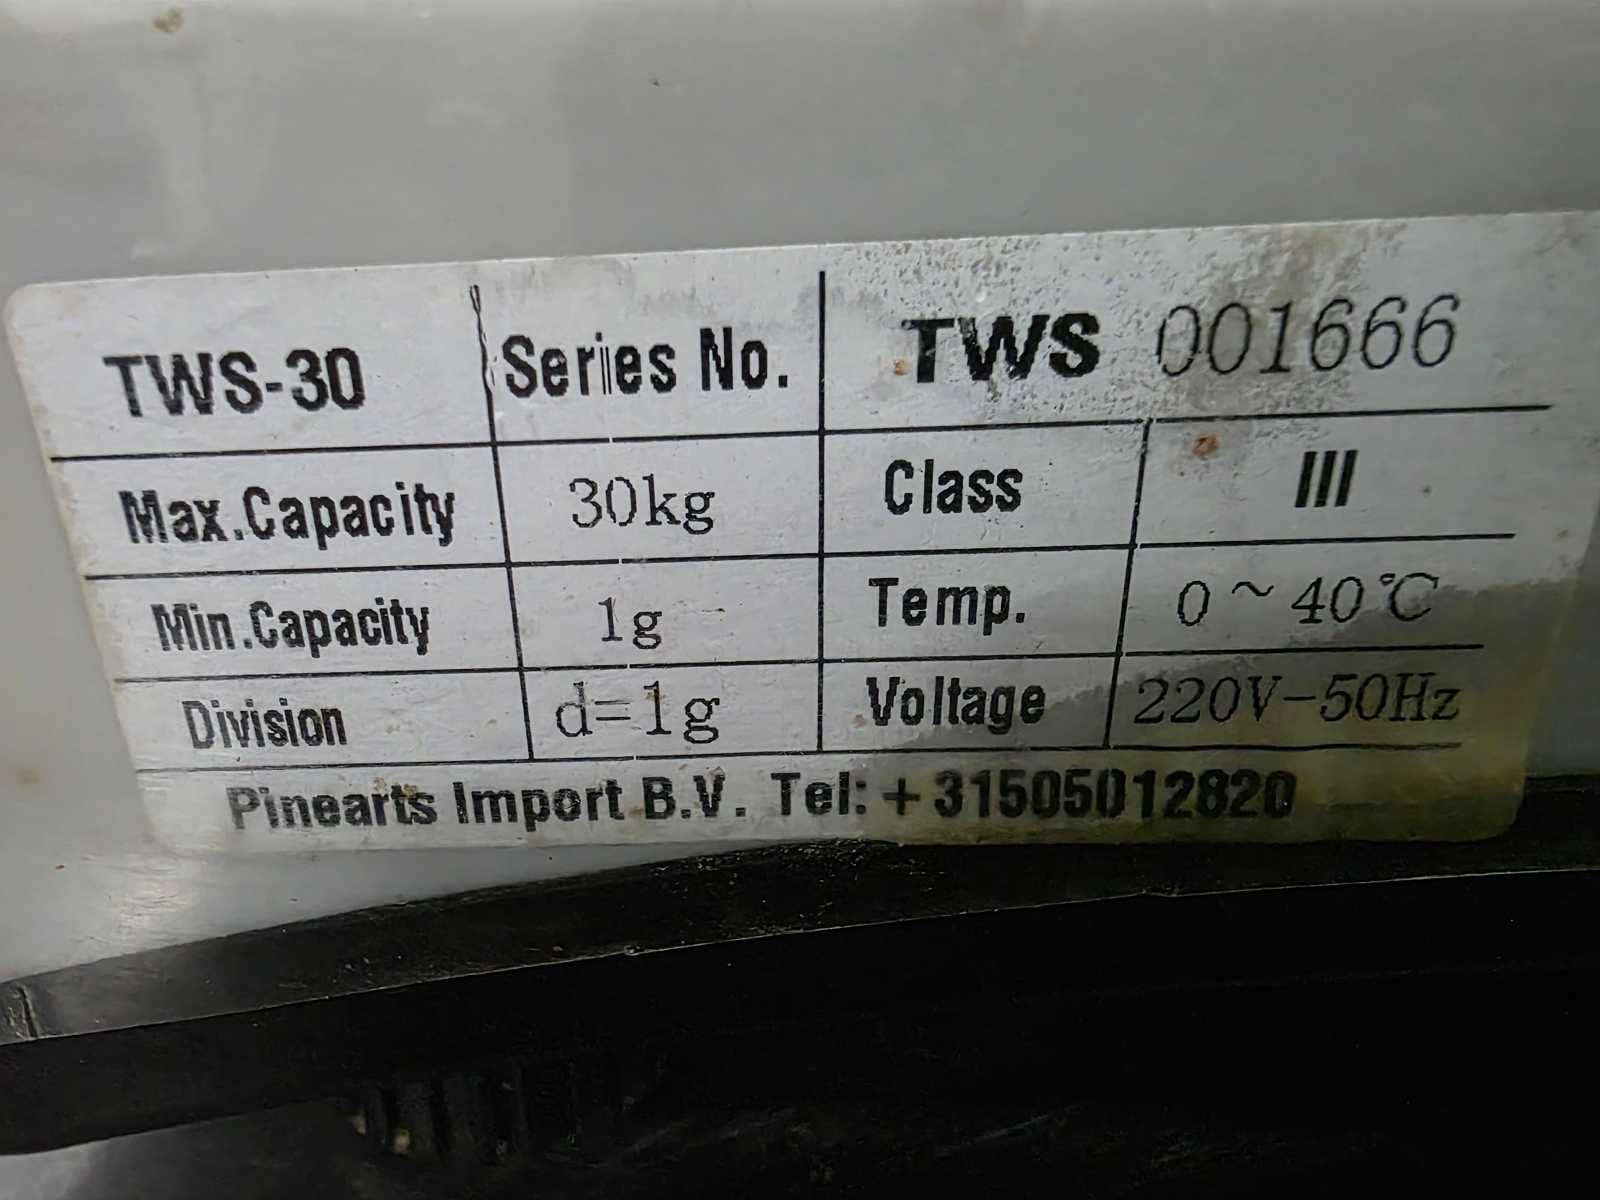 TWS-30 Series No. TWS 001666
Max.Capacity 30kg Class III
Min.Capacity 1g Temp. 0~40℃
Division d=1g Voltage 220V-50Hz
Pinearts Import B.V. Tel: +31505012820